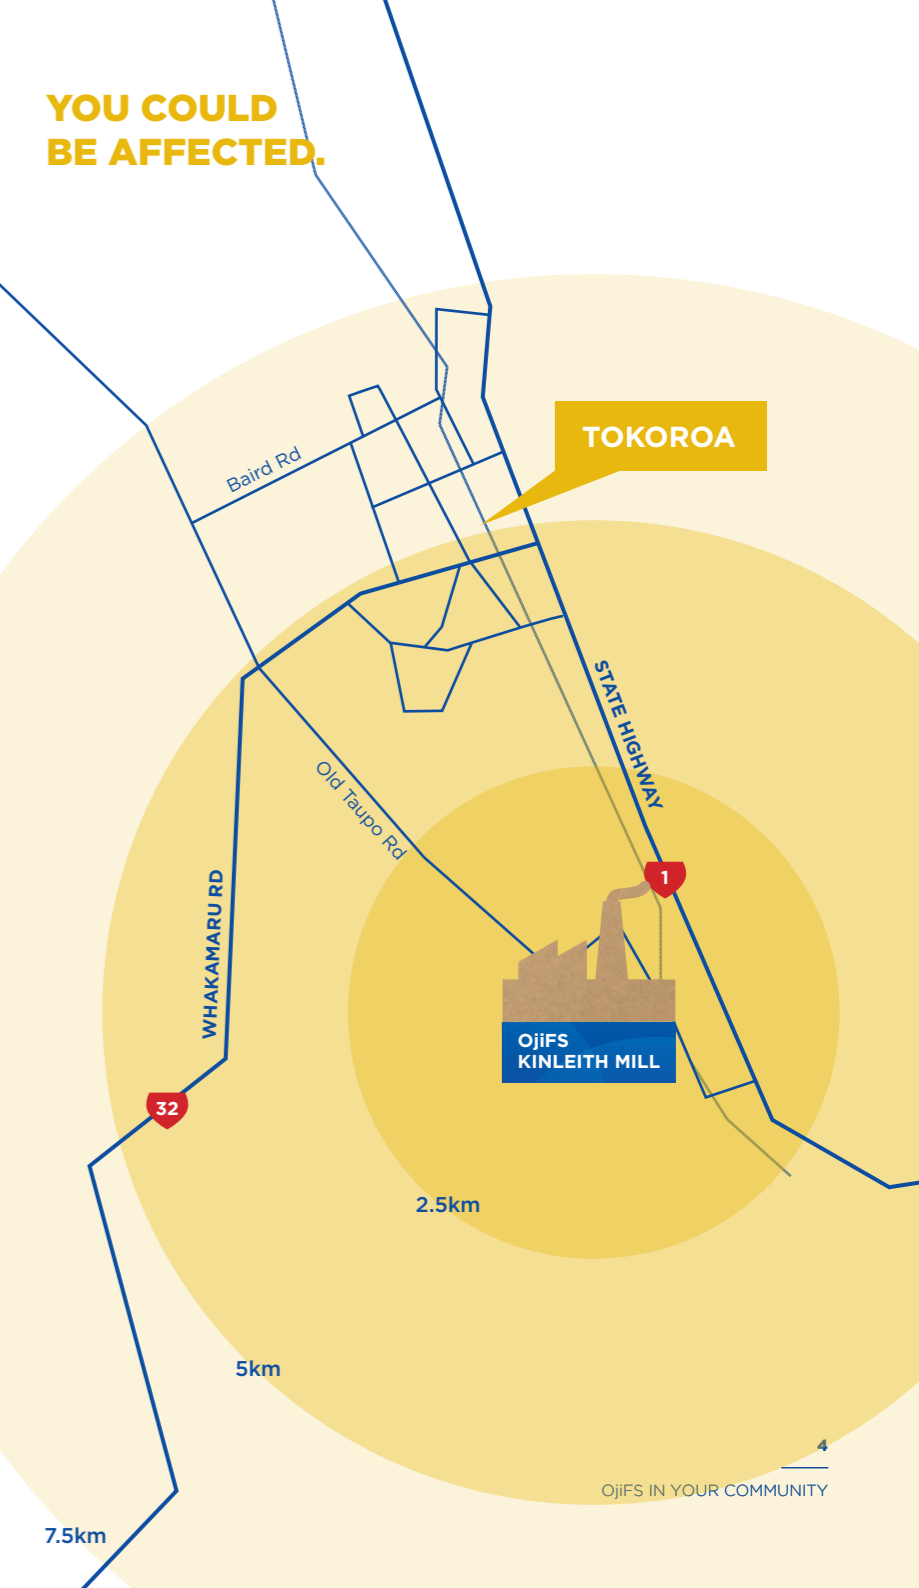 YOU COULD
BE AFFECTED.
TOKOROA
Baird Rd
STATE HIGHWAY
Old Taupo Rd
1
WHAKAMARU RD
OjiFS
KINLEITH MILL
32
2.5km
5km
4
OjiFS IN YOUR COMMUNITY
7.5km